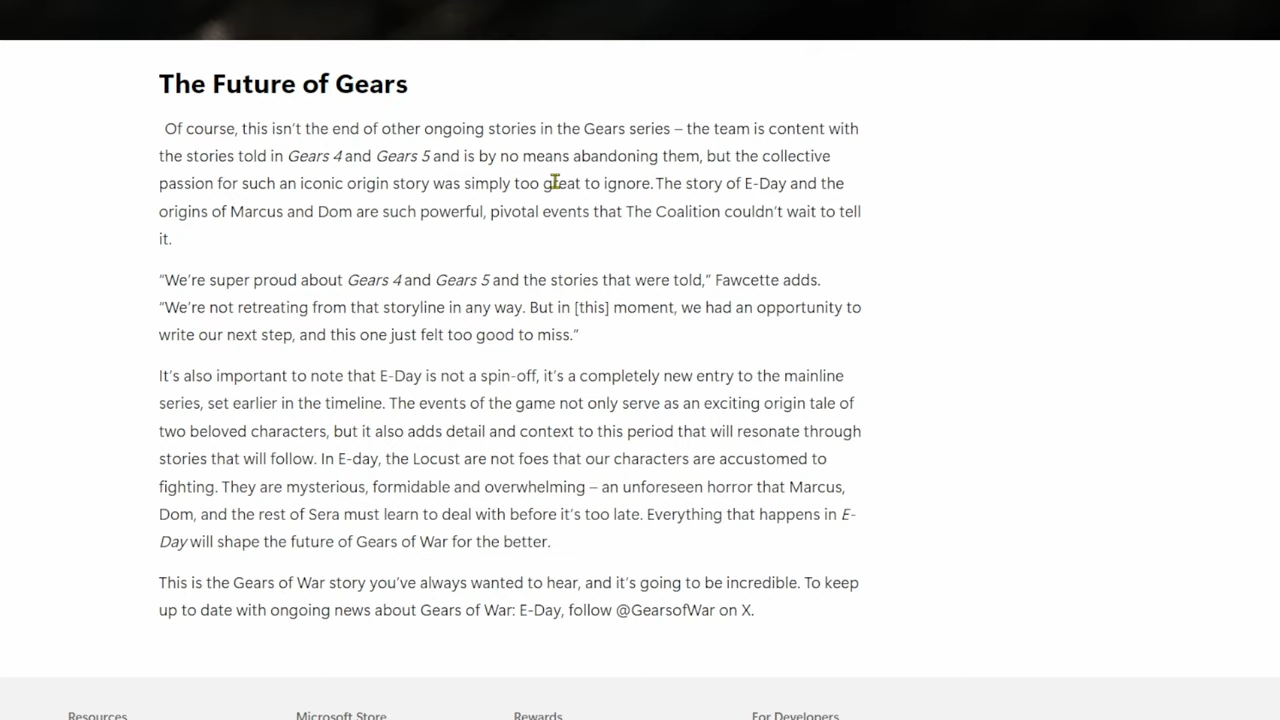 The Future of Gears
Of course, this isn’t the end of other ongoing stories in the Gears series – the team is content with
the stories told in Gears 4 and Gears 5 and is by no means abandoning them, but the collective
passion for such an iconic origin story was simply too great to ignore. The story of E-Day and the
origins of Marcus and Dom are such powerful, pivotal events that The Coalition couldn’t wait to tell
it.
“We’re super proud about Gears 4 and Gears 5 and the stories that were told,” Fawcette adds.
“We’re not retreating from that storyline in any way. But in [this] moment, we had an opportunity to
write our next step, and this one just felt too good to miss.”
It’s also important to note that E-Day is not a spin-off, it’s a completely new entry to the mainline
series, set earlier in the timeline. The events of the game not only serve as an exciting origin tale of
two beloved characters, but it also adds detail and context to this period that will resonate through
stories that will follow. In E-day, the Locust are not foes that our characters are accustomed to
fighting. They are mysterious, formidable and overwhelming – an unforeseen horror that Marcus,
Dom, and the rest of Sera must learn to deal with before it’s too late. Everything that happens in E-
Day will shape the future of Gears of War for the better.
This is the Gears of War story you’ve always wanted to hear, and it’s going to be incredible. To keep
up to date with ongoing news about Gears of War: E-Day, follow @GearsofWar on X.
Resources Microsoft Store Rewards For Developers